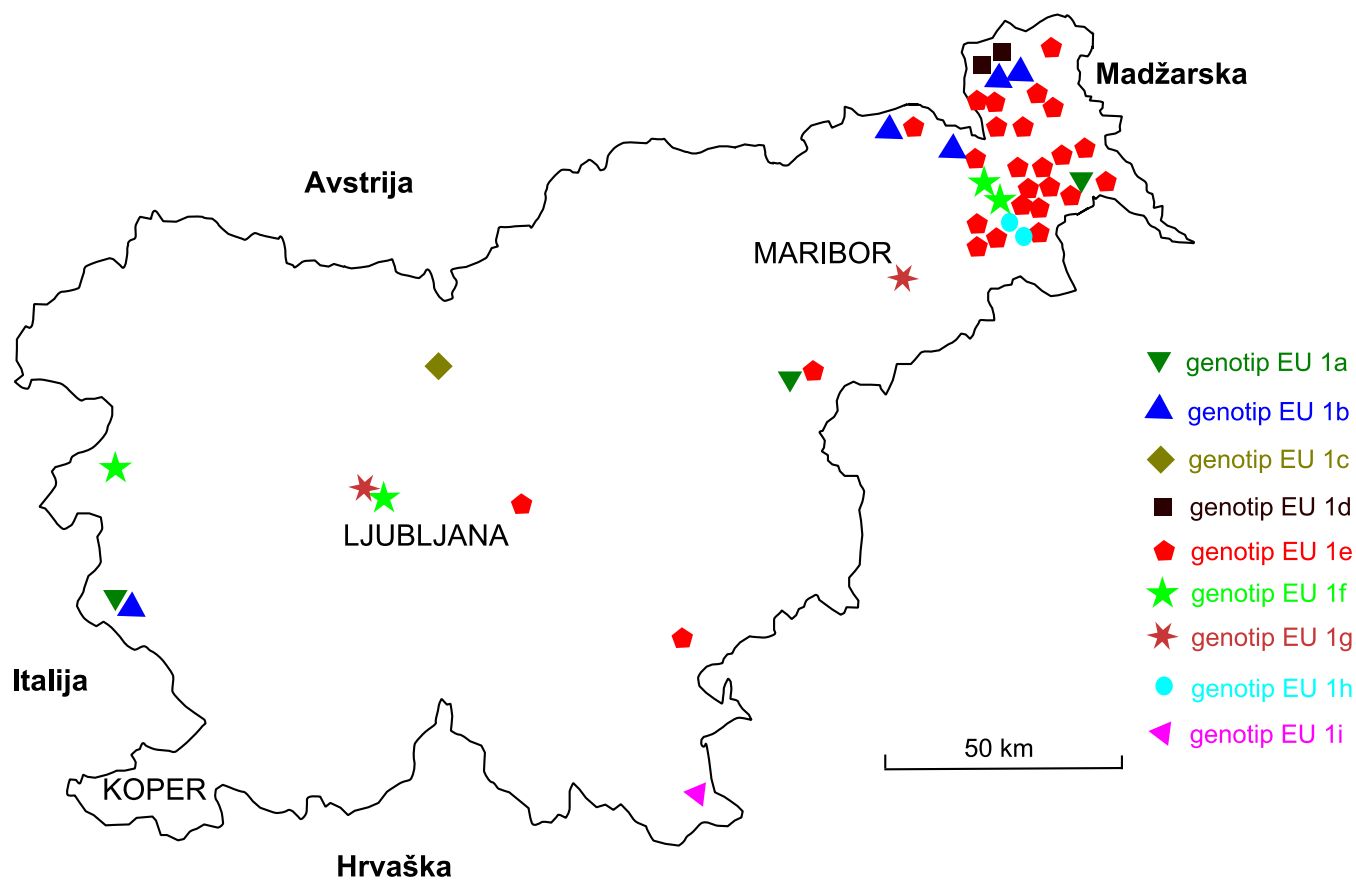 Madžarska
Avstrija
MARIBOR
genotip EU 1a
genotip EU 1b
genotip EU 1c
genotip EU 1d
LJUBLJANA
genotip EU 1e
genotip EU 1f
genotip EU 1g
Italija
genotip EU 1h
genotip EU 1i
50 km
KOPER
Hrvaška